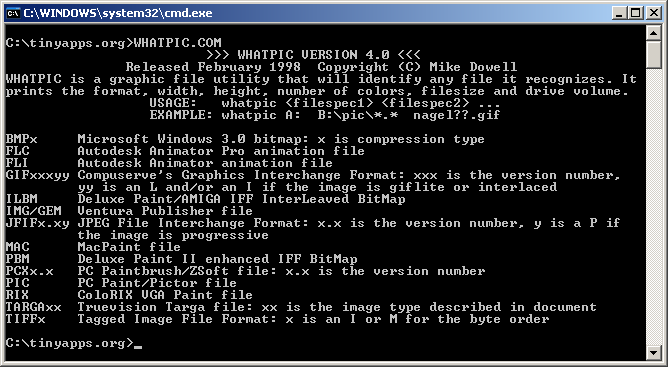 C:\WINDOWS\system32\cmd.exe
C:\tinyapps.org>WHATPIC.COM
>>> WHATPIC VERSION 4.0 <<<
Released February 1998  Copyright (C) Mike Dowell
WHATPIC is a graphic file utility that will identify any file it recognizes. It
prints the format, width, height, number of colors, filesize and drive volume.
USAGE:   whatpic <filespec1> <filespec2> ...
EXAMPLE: whatpic A:  B:\pic\*.*  nagel??.gif
BMPx     Microsoft Windows 3.0 bitmap: x is compression type
FLC      Autodesk Animator Pro animation file
FLI      Autodesk Animator animation file
GIFxxxyy Compuserve's Graphics Interchange Format: xxx is the version number,
yy is an L and/or an I if the image is giflite or interlaced
ILBM     Deluxe Paint/AMIGA IFF InterLeaved BitMap
IMG/GEM  Ventura Publisher file
JFIFx.xy JPEG File Interchange Format: x.x is the version number, y is a P if
the image is progressive
MAC      MacPaint file
PBM      Deluxe Paint II enhanced IFF BitMap
PCXx.x   PC Paintbrush/ZSoft file: x.x is the version number
PIC      PC Paint/Pictor file
RIX      ColoRIX VGA Paint file
TARGAxx  Truevision Targa file: xx is the image type described in document
TIFFx    Tagged Image File Format: x is an I or M for the byte order
C:\tinyapps.org>_